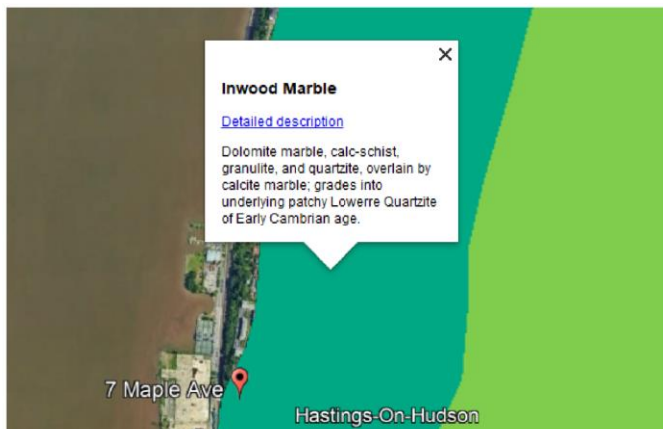 Inwood Marble
Detailed description
Dolomite marble, calc-schist,
granulite, and quartzite, overlain by
calcite marble; grades into
underlying patchy Lowerre Quartzite
of Early Cambrian age.
7 Maple Ave
Hastings-On-Hudson